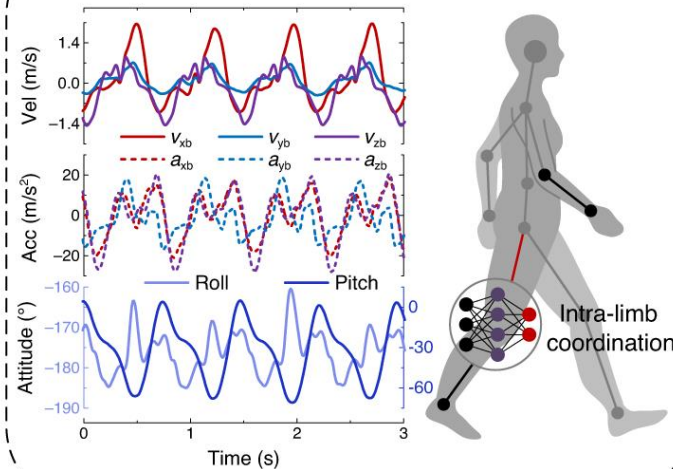 Vel (m/s)
1.4
0.0
−1.4
v_xb v_yb v_zb
a_xb a_yb a_zb
Acc (m/s²)
20
0
−20
Roll Pitch
Attitude (°)
−160
−170
−180
−190
0
-30
-60
0 1 2 3
Time (s)
Intra-limb
coordination